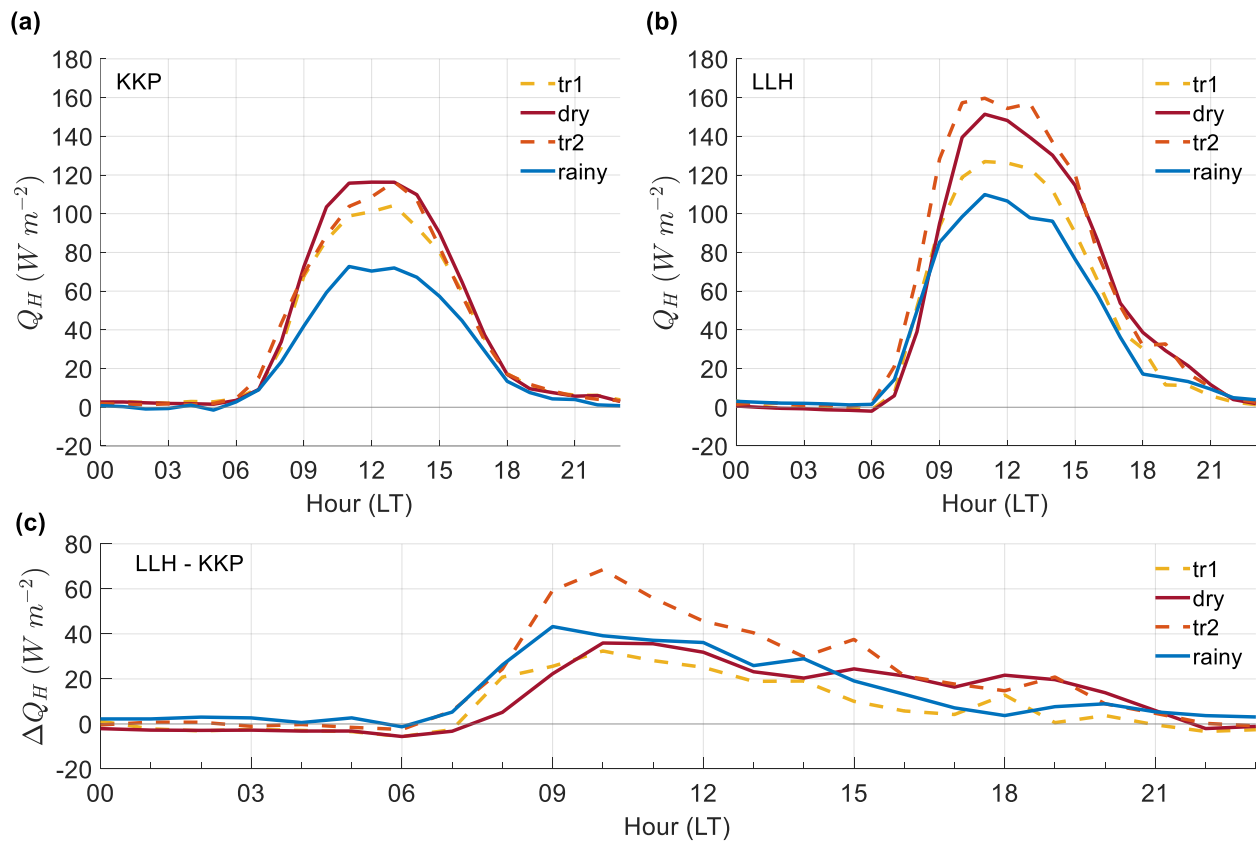 (a)
KKP
tr1
dry
tr2
rainy
180
160
140
120
100
80
60
40
20
0
-20
Q_H (W m⁻²)
00 03 06 09 12 15 18 21
Hour (LT)
(b)
LLH
tr1
dry
tr2
rainy
180
160
140
120
100
80
60
40
20
0
-20
Q_H (W m⁻²)
00 03 06 09 12 15 18 21
Hour (LT)
(c)
LLH - KKP
tr1
dry
tr2
rainy
80
60
40
20
0
-20
ΔQ_H (W m⁻²)
00 03 06 09 12 15 18 21
Hour (LT)